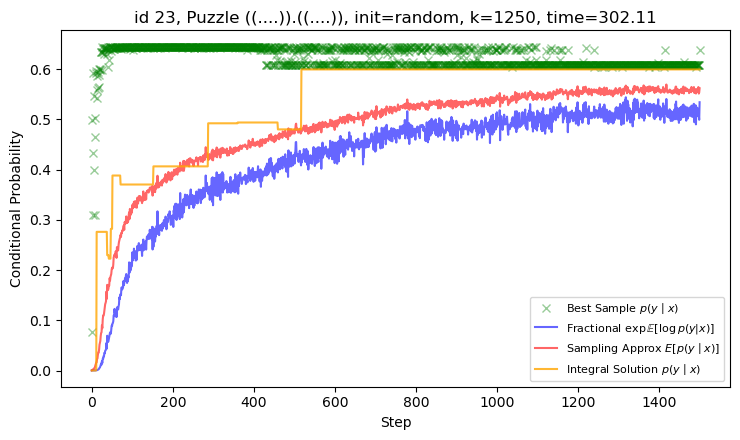 id 23, Puzzle ((....)).((....)), init=random, k=1250, time=302.11
Conditional Probability
0.6
0.5
0.4
0.3
0.2
0.1
0.0
Best Sample p(y | x)
Fractional exp𝔼[log p(y|x)]
Sampling Approx E[p(y | x)]
Integral Solution p(y | x)
0 200 400 600 800 1000 1200 1400
Step